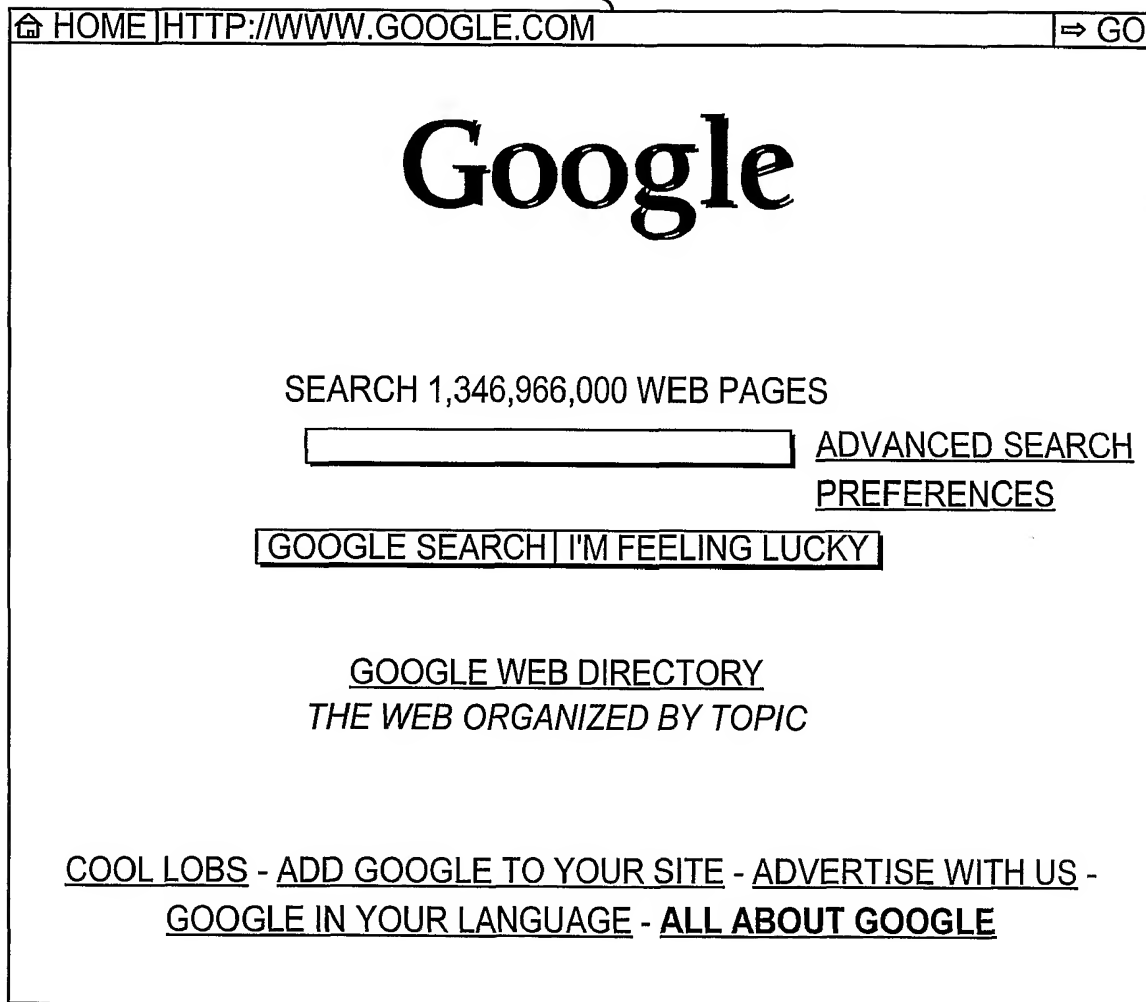 HOME HTTP://WWW.GOOGLE.COM ⇨ GO
Google
SEARCH 1,346,966,000 WEB PAGES
ADVANCED SEARCH
PREFERENCES
GOOGLE SEARCH I'M FEELING LUCKY
GOOGLE WEB DIRECTORY
THE WEB ORGANIZED BY TOPIC
COOL LOBS - ADD GOOGLE TO YOUR SITE - ADVERTISE WITH US -
GOOGLE IN YOUR LANGUAGE - ALL ABOUT GOOGLE